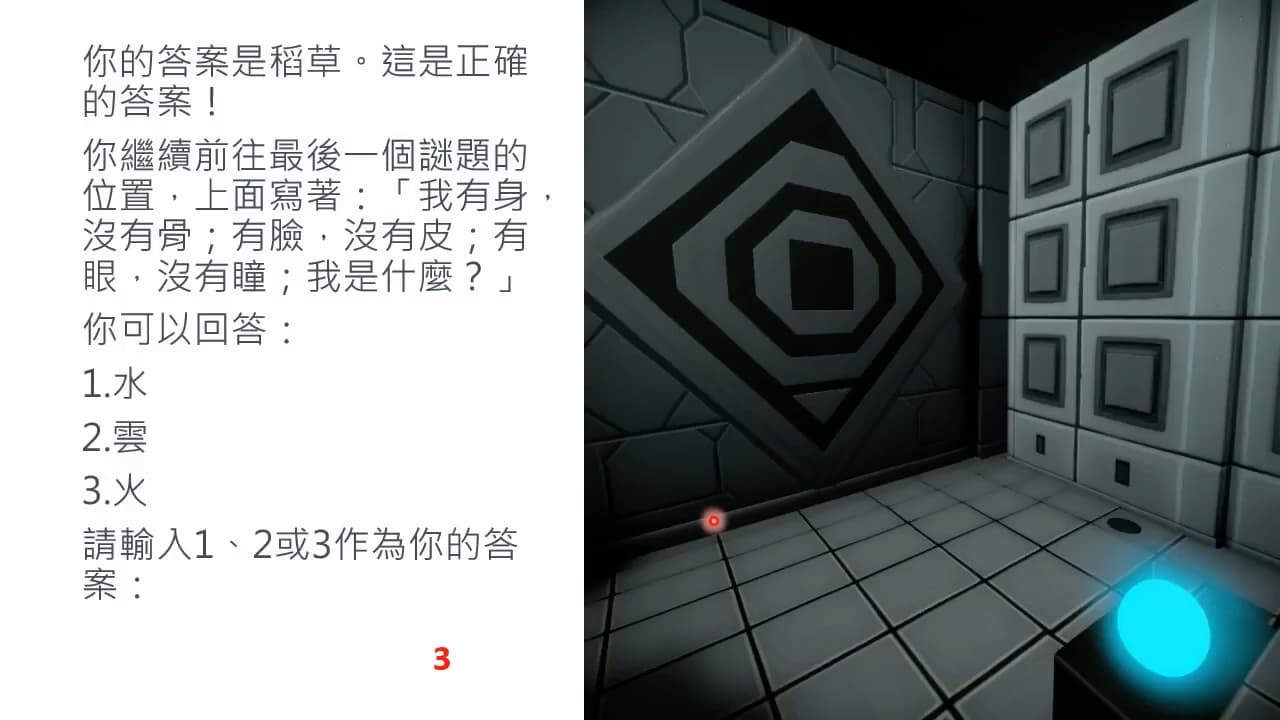 你的答案是稻草。這是正確
的答案！
你繼續前往最後一個謎題的
位置，上面寫著：「我有身，
沒有骨；有臉，沒有皮；有
眼，沒有瞳；我是什麼？」
你可以回答：
1.水
2.雲
3.火
請輸入1、2或3作為你的答
案：
3